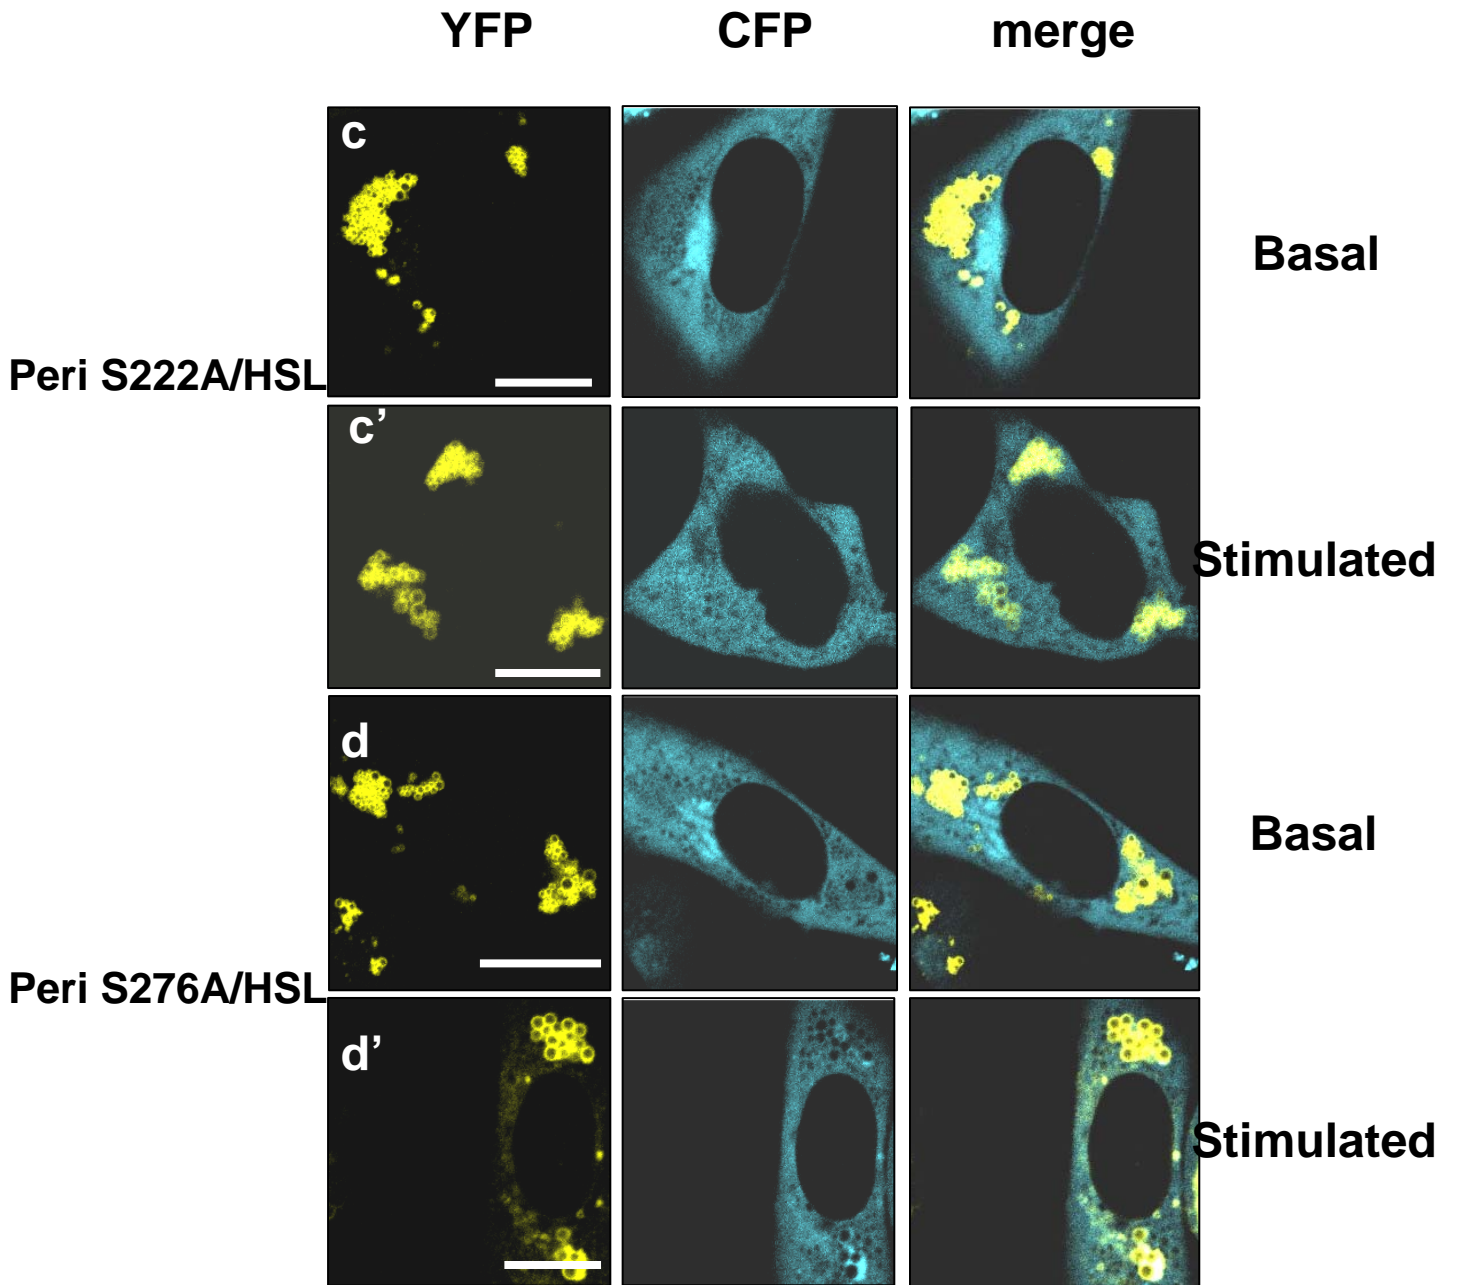 YFP CFP merge
c
Basal
Peri S222A/HSL
c’
Stimulated
d
Basal
Peri S276A/HSL
d’
Stimulated